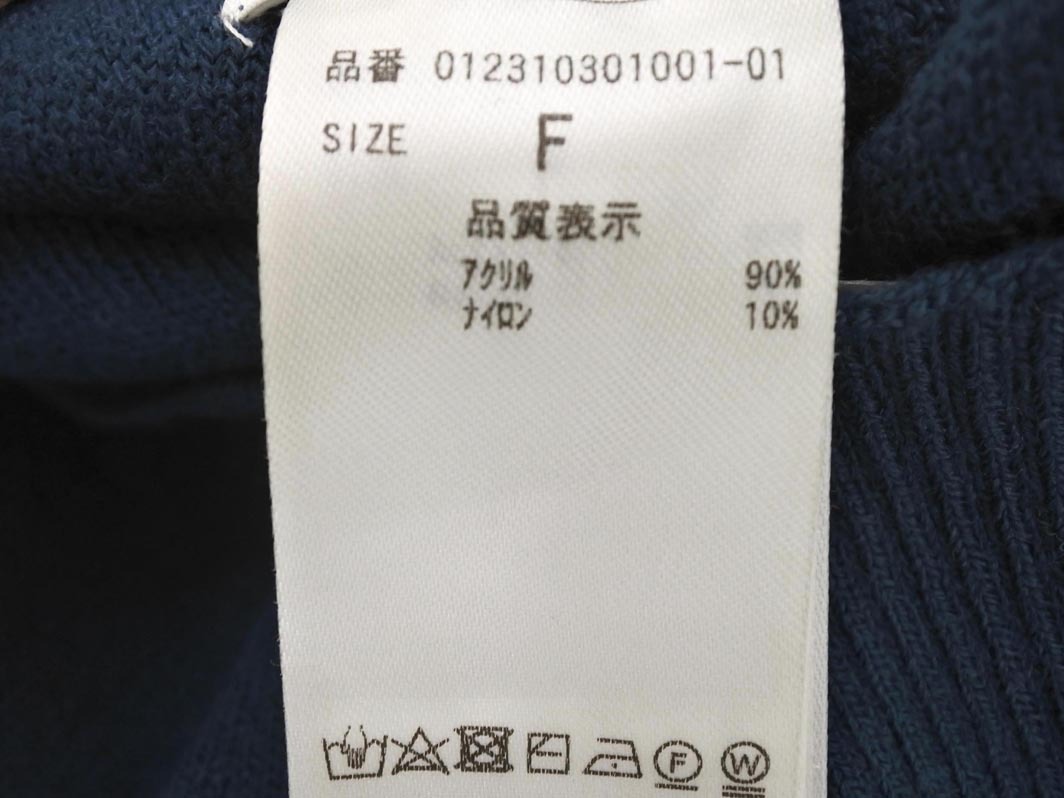 品番 012310301001-01
SIZE F
品質表示
アクリル 90%
ナイロン 10%
F W